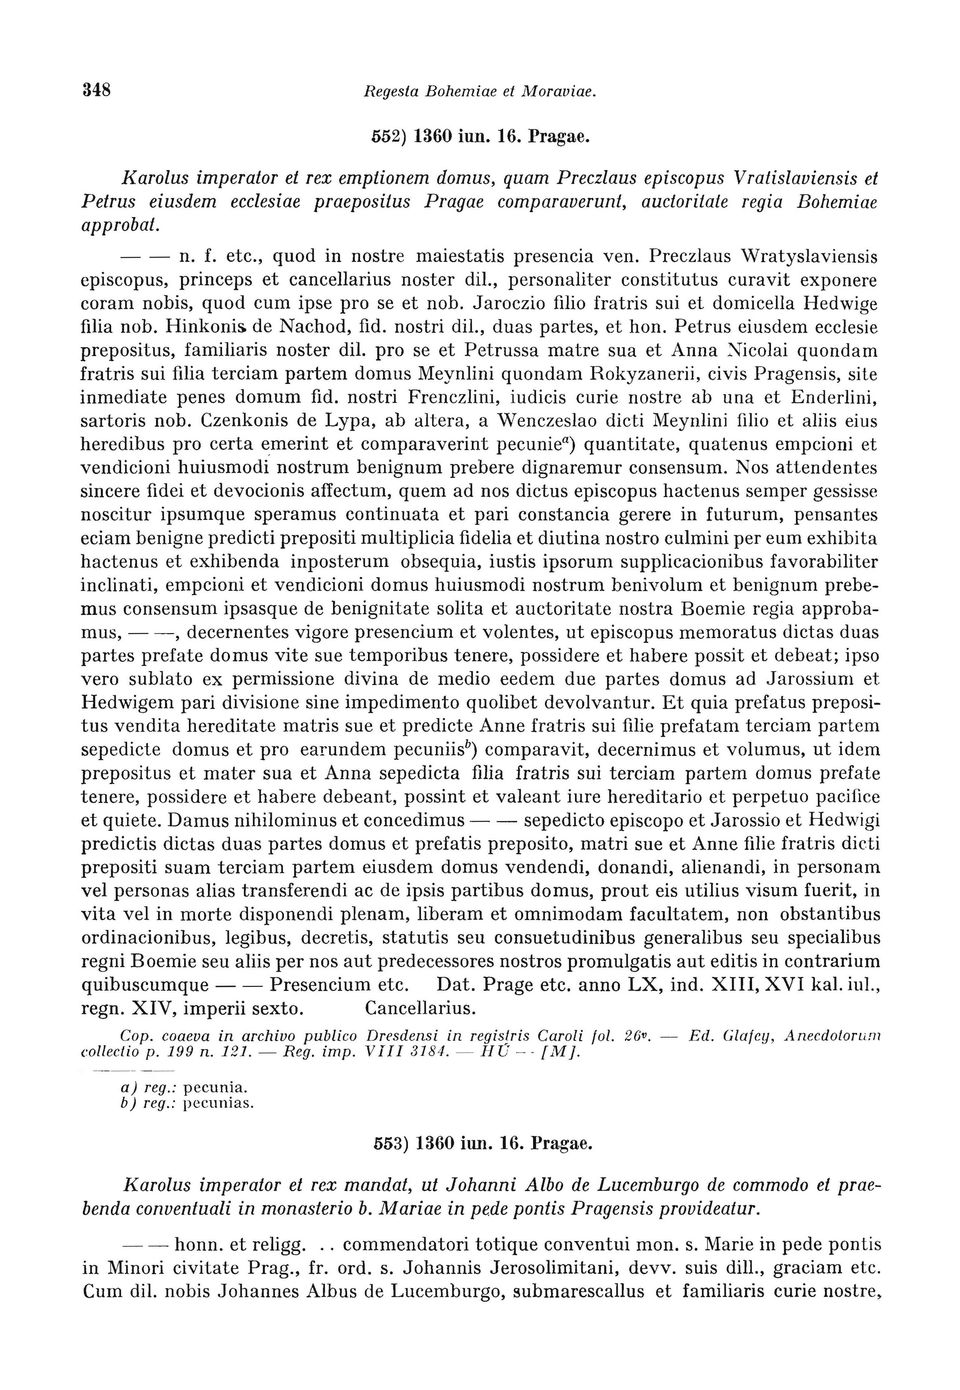 348 Regesta Bohemiae et Moraviae.
552) 1360 iun. 16. Pragae.
Karolus imperator et rex emptionem domus, quam Preczlaus episcopus Vratislaviensis et
Petrus eiusdem ecclesiae praepositus Pragae comparaverunt, auctoritate regia Bohemiae
approbat.
— — n. f. etc., quod in nostre maiestatis presencia ven. Preczlaus Wratyslaviensis
episcopus, princeps et cancellarius noster dil., personaliter constitutus curavit exponere
coram nobis, quod cum ipse pro se et nob. Jaroczio filio fratris sui et domicella Hedwige
filia nob. Hinkonis de Nachod, fid. nostri dil., duas partes, et hon. Petrus eiusdem ecclesie
prepositus, familiaris noster dil. pro se et Petrussa matre sua et Anna Nicolai quondam
fratris sui filia terciam partem domus Meynlini quondam Rokyzanerii, civis Pragensis, site
inmediate penes domum fid. nostri Frenczlini, iudicis curie nostre ab una et Enderlini,
sartoris nob. Czenkonis de Lypa, ab altera, a Wenczeslao dicti Meynlini filio et aliis eius
heredibus pro certa emerint et comparaverint pecunie a) quantitate, quatenus empcioni et
vendicioni huiusmodi nostrum benignum prebere dignaremur consensum. Nos attendentes
sincere fidei et devocionis affectum, quem ad nos dictus episcopus hactenus semper gessisse
noscitur ipsumque speramus continuata et pari constancia gerere in futurum, pensantes
eciam benigne predicti prepositi multiplicia fidelia et diutina nostro culmini per eum exhibita
hactenus et exhibenda inposterum obsequia, iustis ipsorum supplicacionibus favorabiliter
inclinati, empcioni et vendicioni domus huiusmodi nostrum benivolum et benignum prebe-
mus consensum ipsasque de benignitate solita et auctoritate nostra Boemie regia approba-
mus, — —, decernentes vigore presencium et volentes, ut episcopus memoratus dictas duas
partes prefate domus vite sue temporibus tenere, possidere et habere possit et debeat; ipso
vero sublato ex permissione divina de medio eedem due partes domus ad Jarossium et
Hedwigem pari divisione sine impedimento quolibet devolvantur. Et quia prefatus preposi-
tus vendita hereditate matris sue et predicte Anne fratris sui filie prefatam terciam partem
sepedicte domus et pro earundem pecuniis b) comparavit, decernimus et volumus, ut idem
prepositus et mater sua et Anna sepedicta filia fratris sui terciam partem domus prefate
tenere, possidere et habere debeant, possint et valeant iure hereditario et perpetuo pacifice
et quiete. Damus nihilominus et concedimus — — sepedicto episcopo et Jarossio et Hedwigi
predictis dictas duas partes domus et prefatis preposito, matri sue et Anne filie fratris dicti
prepositi suam terciam partem eiusdem domus vendendi, donandi, alienandi, in personam
vel personas alias transferendi ac de ipsis partibus domus, prout eis utilius visum fuerit, in
vita vel in morte disponendi plenam, liberam et omnimodam facultatem, non obstantibus
ordinacionibus, legibus, decretis, statutis seu consuetudinibus generalibus seu specialibus
regni Boemie seu aliis per nos aut predecessores nostros promulgatis aut editis in contrarium
quibuscumque — — Presencium etc. Dat. Prage etc. anno LX, ind. XIII, XVI kal. iul.,
regn. XIV, imperii sexto. Cancellarius.
Cop. coaeva in archivo publico Dresdensi in registris Caroli fol. 26v. — Ed. Glafey, Anecdotorum
collectio p. 199 n. 121. — Reg. imp. VIII 3184. — HÚ — [M].
a) reg.: pecunia.
b) reg.: pecunias.
553) 1360 iun. 16. Pragae.
Karolus imperator et rex mandat, ut Johanni Albo de Lucemburgo de commodo et prae-
benda conventuali in monasterio b. Mariae in pede pontis Pragensis provideatur.
— — honn. et religg. . . commendatori totique conventui mon. s. Marie in pede pontis
in Minori civitate Prag., fr. ord. s. Johannis Jerosolimitani, devv. suis dill., graciam etc.
Cum dil. nobis Johannes Albus de Lucemburgo, submarescallus et familiaris curie nostre,